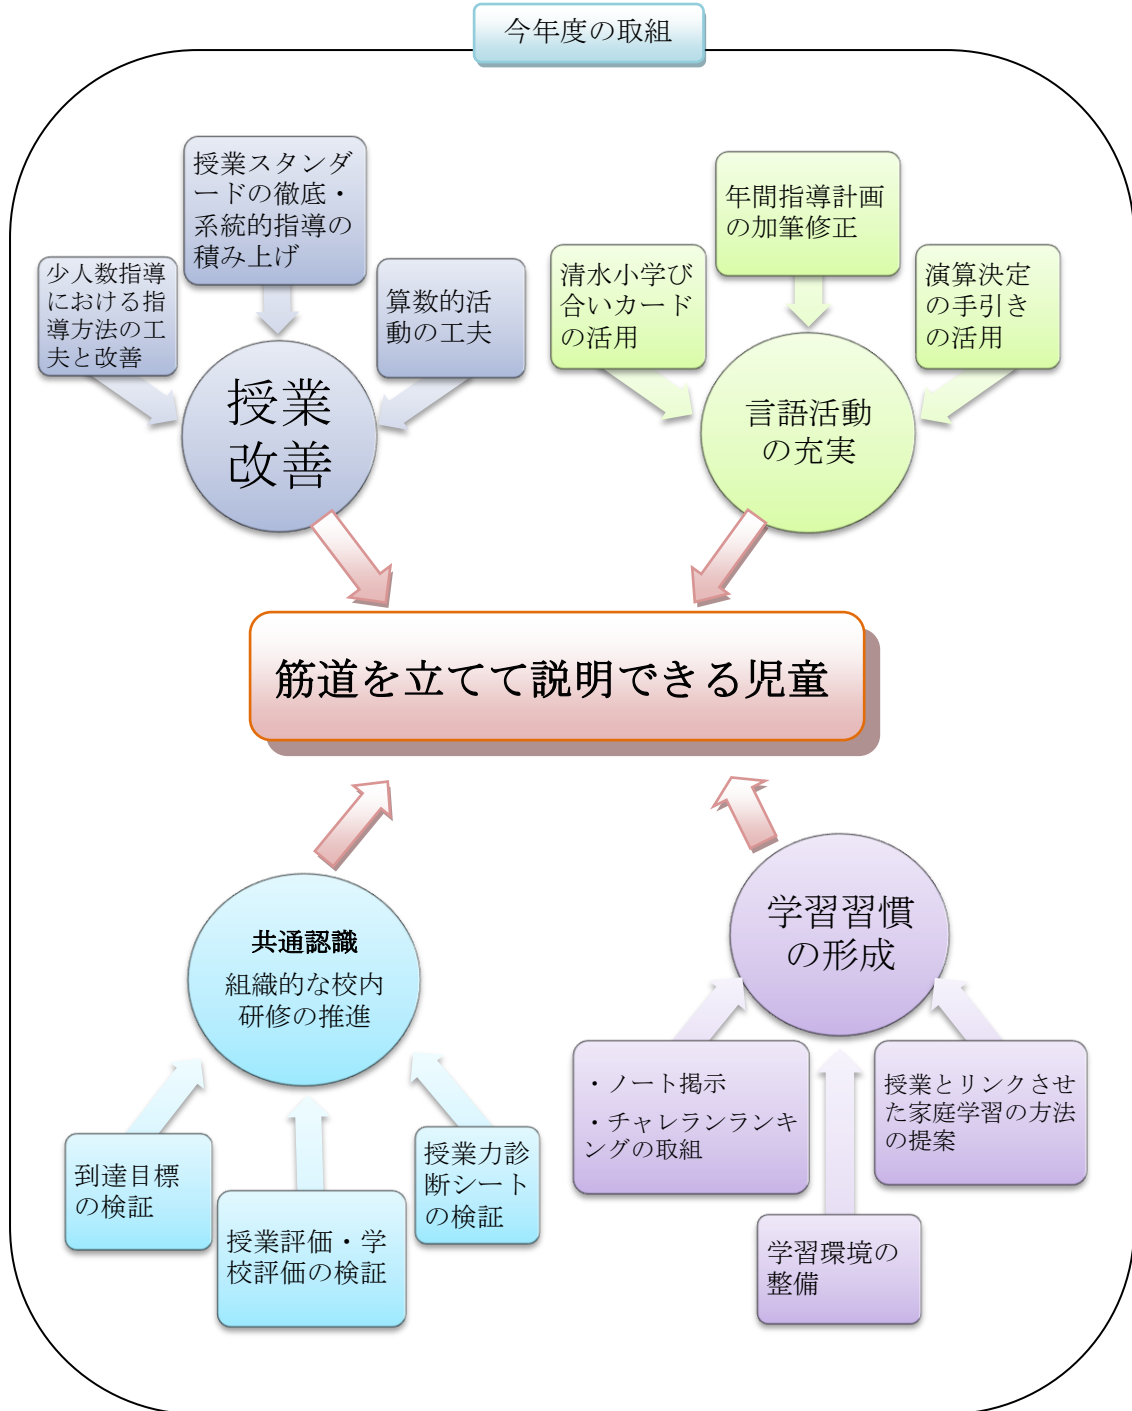 今年度の取組
授業スタンダ
ードの徹底・
系統的指導の
積み上げ
少人数指導
における指
導方法の工
夫と改善
算数的活
動の工夫
授業
改善
年間指導計画
の加筆修正
清水小学び
合いカード
の活用
演算決定
の手引き
の活用
言語活動
の充実
筋道を立てて説明できる児童
共通認識
組織的な校内
研修の推進
到達目標
の検証
授業評価・学
校評価の検証
授業力診
断シート
の検証
学習習慣
の形成
・ノート掲示
・チャレランランキ
ングの取組
授業とリンクさせ
た家庭学習の方法
の提案
学習環境の
整備